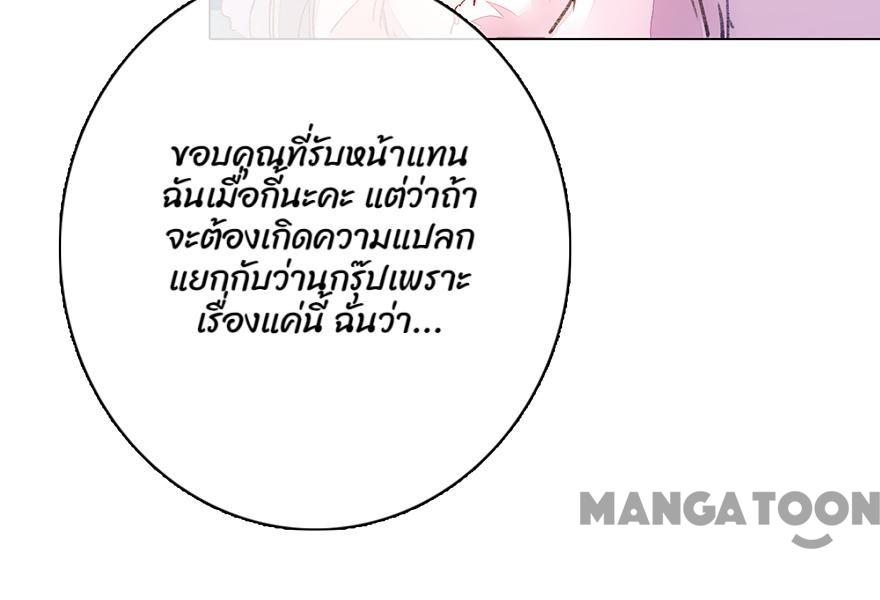 ขอบคุณที่รับหน้าแทน
ฉันเมื่อกี้นะคะ แต่ว่าถ้า
จะต้องเกิดความแปลก
แยกกับว่านกรุ๊ปเพราะ
เรื่องแค่นี้ ฉันว่า...
MANGATOON